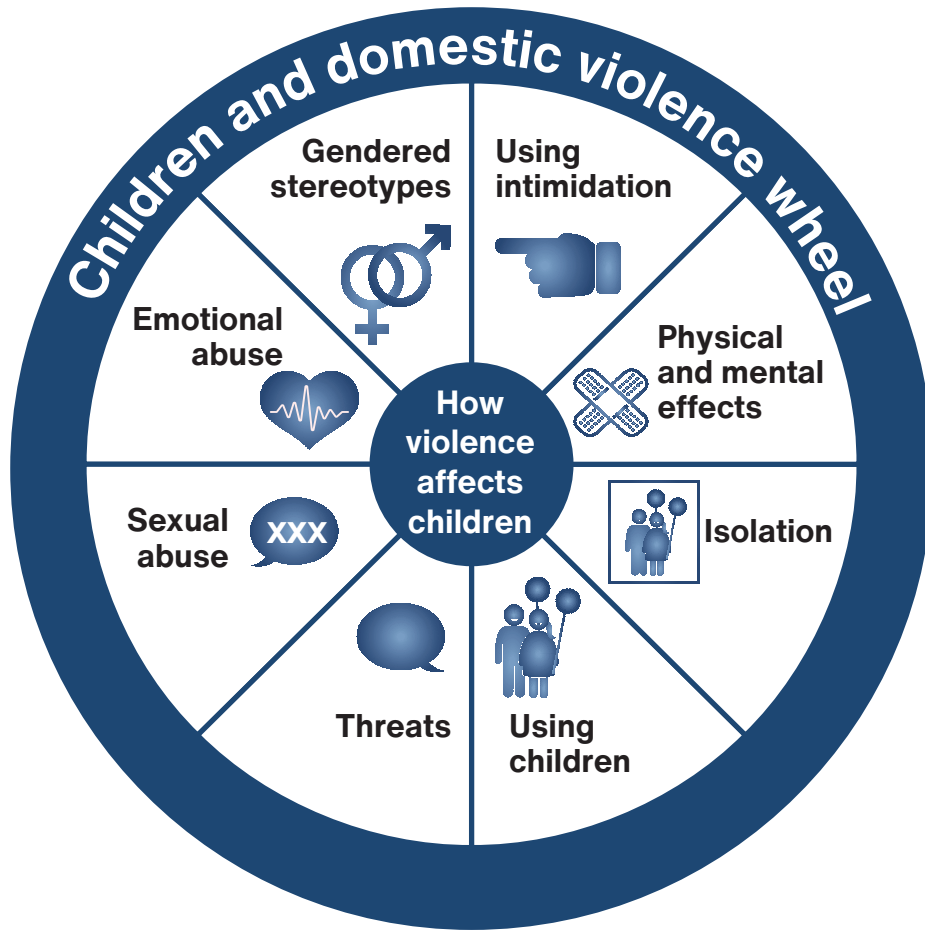 Children and domestic violence wheel
Gendered
stereotypes
Using
intimidation
Physical
and mental
effects
Isolation
Using
children
Threats
Sexual
abuse
XXX
Emotional
abuse
How
violence
affects
children